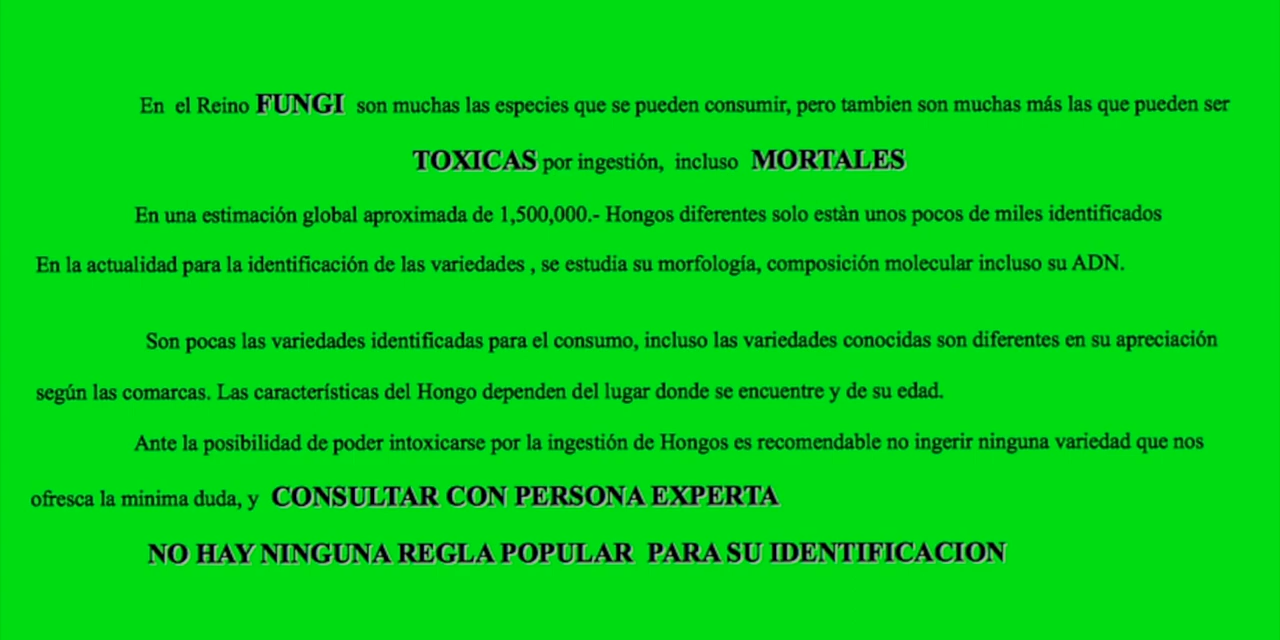 En el Reino FUNGI son muchas las especies que se pueden consumir, pero tambien son muchas más las que pueden ser
TOXICAS por ingestión, incluso MORTALES
En una estimación global aproximada de 1,500,000.- Hongos diferentes solo estàn unos pocos de miles identificados
En la actualidad para la identificación de las variedades , se estudia su morfología, composición molecular incluso su ADN.
Son pocas las variedades identificadas para el consumo, incluso las variedades conocidas son diferentes en su apreciación
según las comarcas. Las características del Hongo dependen del lugar donde se encuentre y de su edad.
Ante la posibilidad de poder intoxicarse por la ingestión de Hongos es recomendable no ingerir ninguna variedad que nos
ofresca la minima duda, y CONSULTAR CON PERSONA EXPERTA
NO HAY NINGUNA REGLA POPULAR PARA SU IDENTIFICACION